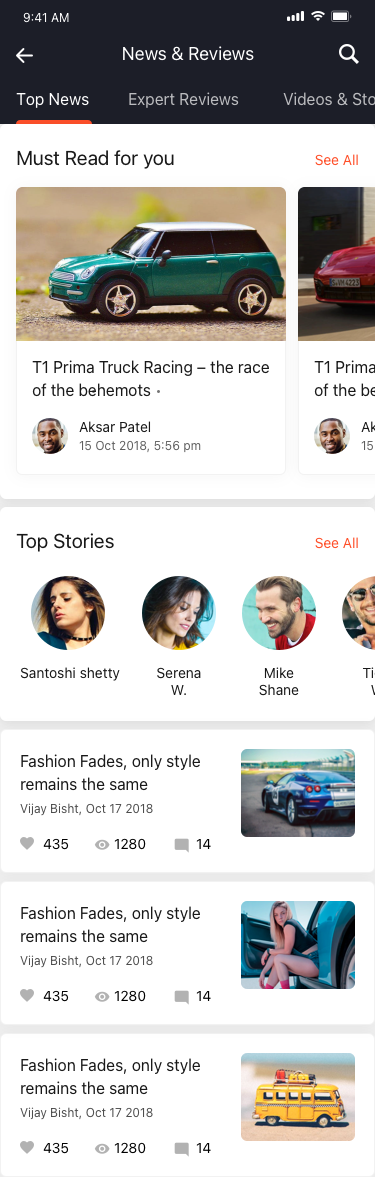 9:41 AM
News & Reviews
Top News Expert Reviews Videos & Sto
Must Read for you See All
T1 Prima Truck Racing – the race
of the behemots •
Aksar Patel
15 Oct 2018, 5:56 pm
T1 Prima
of the be
Ak
15
Top Stories See All
Santoshi shetty
Serena
W.
Mike
Shane
Ti
W
Fashion Fades, only style
remains the same
Vijay Bisht, Oct 17 2018
435 1280 14
Fashion Fades, only style
remains the same
Vijay Bisht, Oct 17 2018
435 1280 14
Fashion Fades, only style
remains the same
Vijay Bisht, Oct 17 2018
435 1280 14